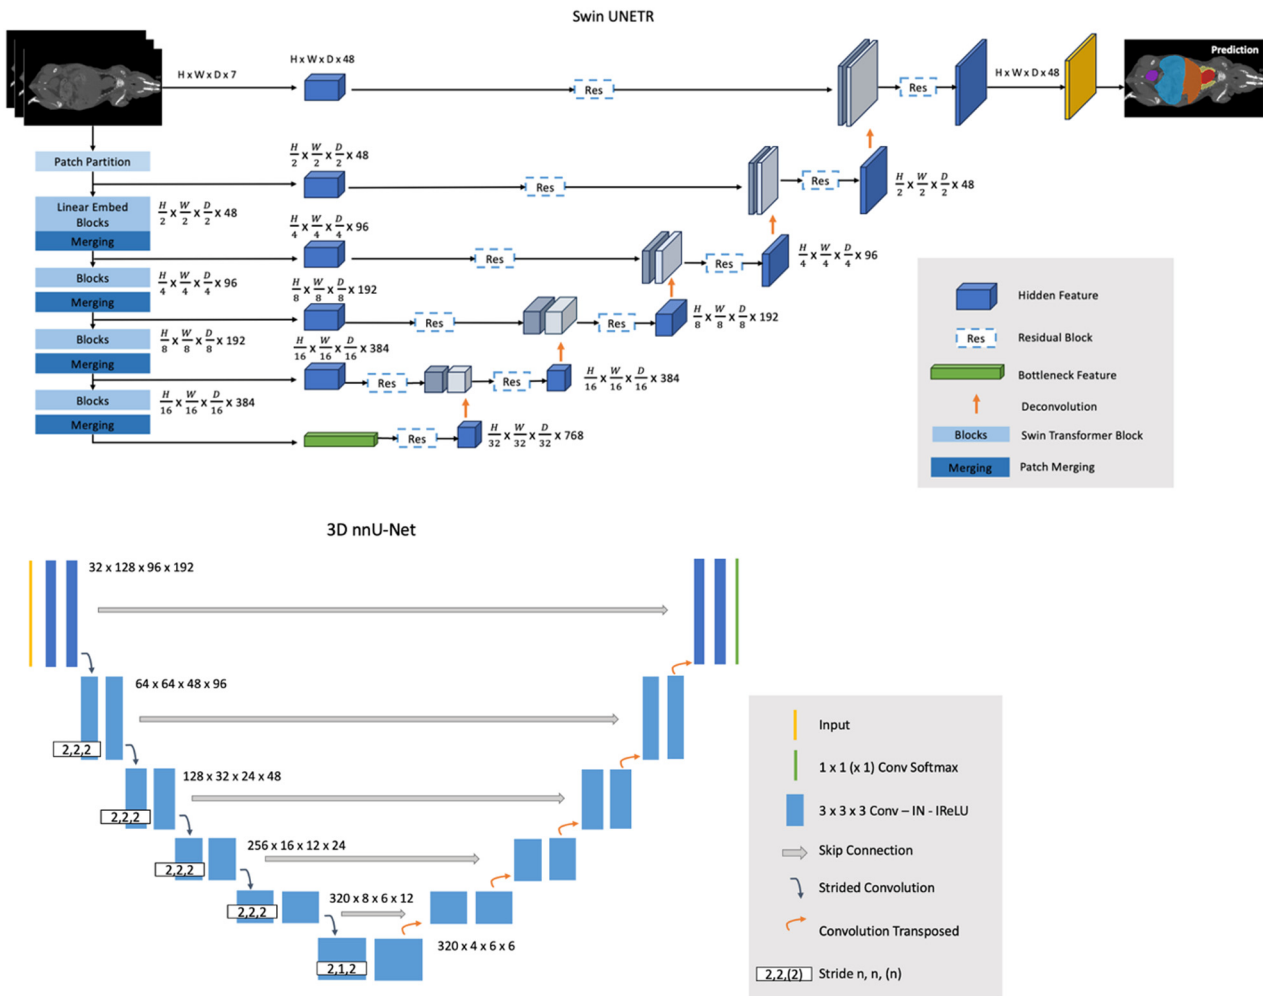 Swin UNETR
H x W x D x 7
H x W x D x 48
Res
Res
H x W x D x 48
Prediction
Patch Partition
H/2 x W/2 x D/2 x 48
Res
Res
H/2 x W/2 x D/2 x 48
Linear Embed
Blocks
Merging
H/2 x W/2 x D/2 x 48
H/4 x W/4 x D/4 x 96
Res
Res
H/4 x W/4 x D/4 x 96
Blocks
Merging
H/4 x W/4 x D/4 x 96
H/8 x W/8 x D/8 x 192
Res
Res
H/8 x W/8 x D/8 x 192
Blocks
Merging
H/8 x W/8 x D/8 x 192
H/16 x W/16 x D/16 x 384
Res
Res
H/16 x W/16 x D/16 x 384
Blocks
Merging
H/16 x W/16 x D/16 x 384
Res
H/32 x W/32 x D/32 x 768
Hidden Feature
Res Residual Block
Bottleneck Feature
Deconvolution
Blocks Swin Transformer Block
Merging Patch Merging
3D nnU-Net
32 x 128 x 96 x 192
64 x 64 x 48 x 96
2,2,2
128 x 32 x 24 x 48
2,2,2
256 x 16 x 12 x 24
2,2,2
320 x 8 x 6 x 12
2,2,2
320 x 4 x 6 x 6
2,1,2
Input
1 x 1 (x 1) Conv Softmax
3 x 3 x 3 Conv – IN - lReLU
Skip Connection
Strided Convolution
Convolution Transposed
2,2,(2) Stride n, n, (n)